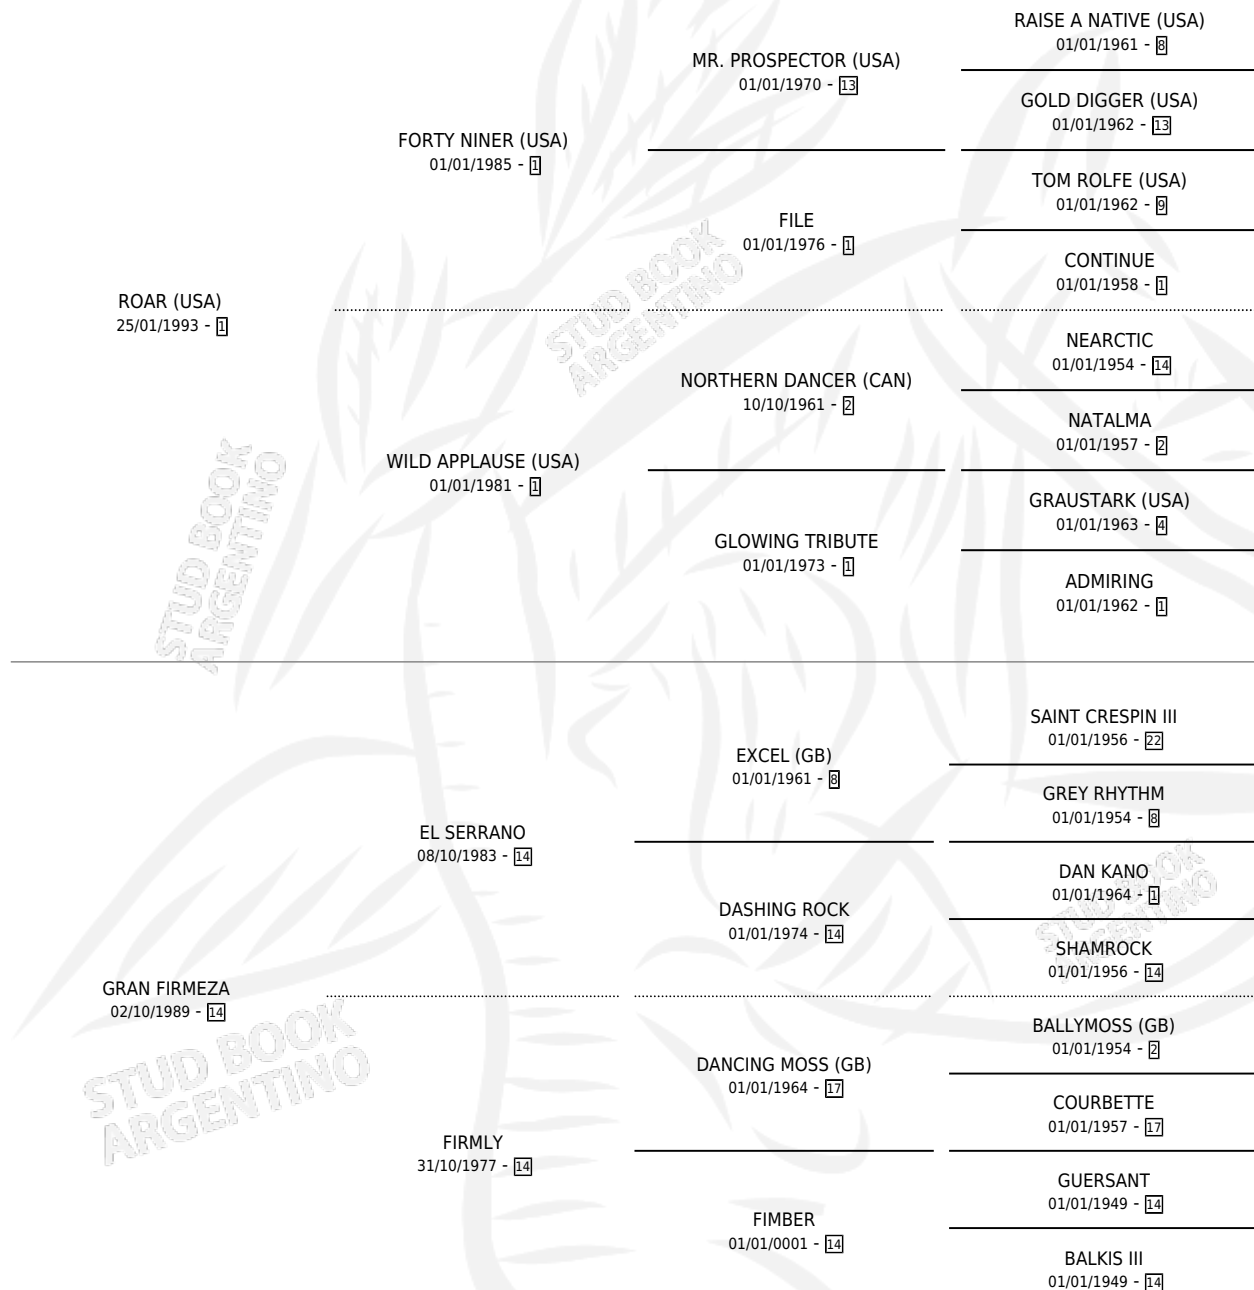 RAISE A NATIVE (USA)
01/01/1961 - 8
MR. PROSPECTOR (USA)
01/01/1970 - 13
GOLD DIGGER (USA)
01/01/1962 - 13
FORTY NINER (USA)
01/01/1985 - 1
TOM ROLFE (USA)
01/01/1962 - 9
FILE
01/01/1976 - 1
CONTINUE
01/01/1958 - 1
ROAR (USA)
25/01/1993 - 1
NEARCTIC
01/01/1954 - 14
NORTHERN DANCER (CAN)
10/10/1961 - 2
NATALMA
01/01/1957 - 2
WILD APPLAUSE (USA)
01/01/1981 - 1
GRAUSTARK (USA)
01/01/1963 - 4
GLOWING TRIBUTE
01/01/1973 - 1
ADMIRING
01/01/1962 - 1
SAINT CRESPIN III
01/01/1956 - 22
EXCEL (GB)
01/01/1961 - 8
GREY RHYTHM
01/01/1954 - 8
EL SERRANO
08/10/1983 - 14
DAN KANO
01/01/1964 - 1
DASHING ROCK
01/01/1974 - 14
SHAMROCK
01/01/1956 - 14
GRAN FIRMEZA
02/10/1989 - 14
BALLYMOSS (GB)
01/01/1954 - 2
DANCING MOSS (GB)
01/01/1964 - 17
COURBETTE
01/01/1957 - 17
FIRMLY
31/10/1977 - 14
GUERSANT
01/01/1949 - 14
FIMBER
01/01/0001 - 14
BALKIS III
01/01/1949 - 14
STUD BOOK
ARGENTINO
STUD BOOK
ARGENTINO
STUD BOOK
ARGENTINO
STUD BOOK
ARGENTINO